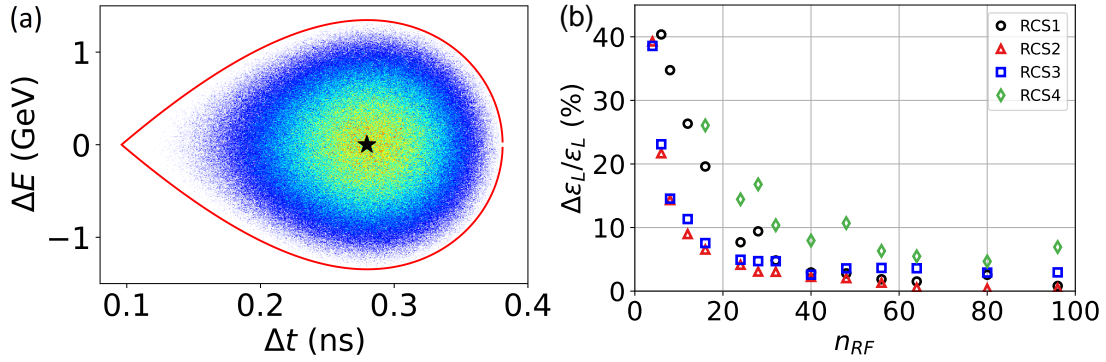 (a)
ΔE (GeV)
1
0
−1
0.1 0.2 0.3 0.4
Δt (ns)
(b)
Δε_L/ε_L (%)
40
30
20
10
0
0 20 40 60 80 100
n_RF
RCS1
RCS2
RCS3
RCS4